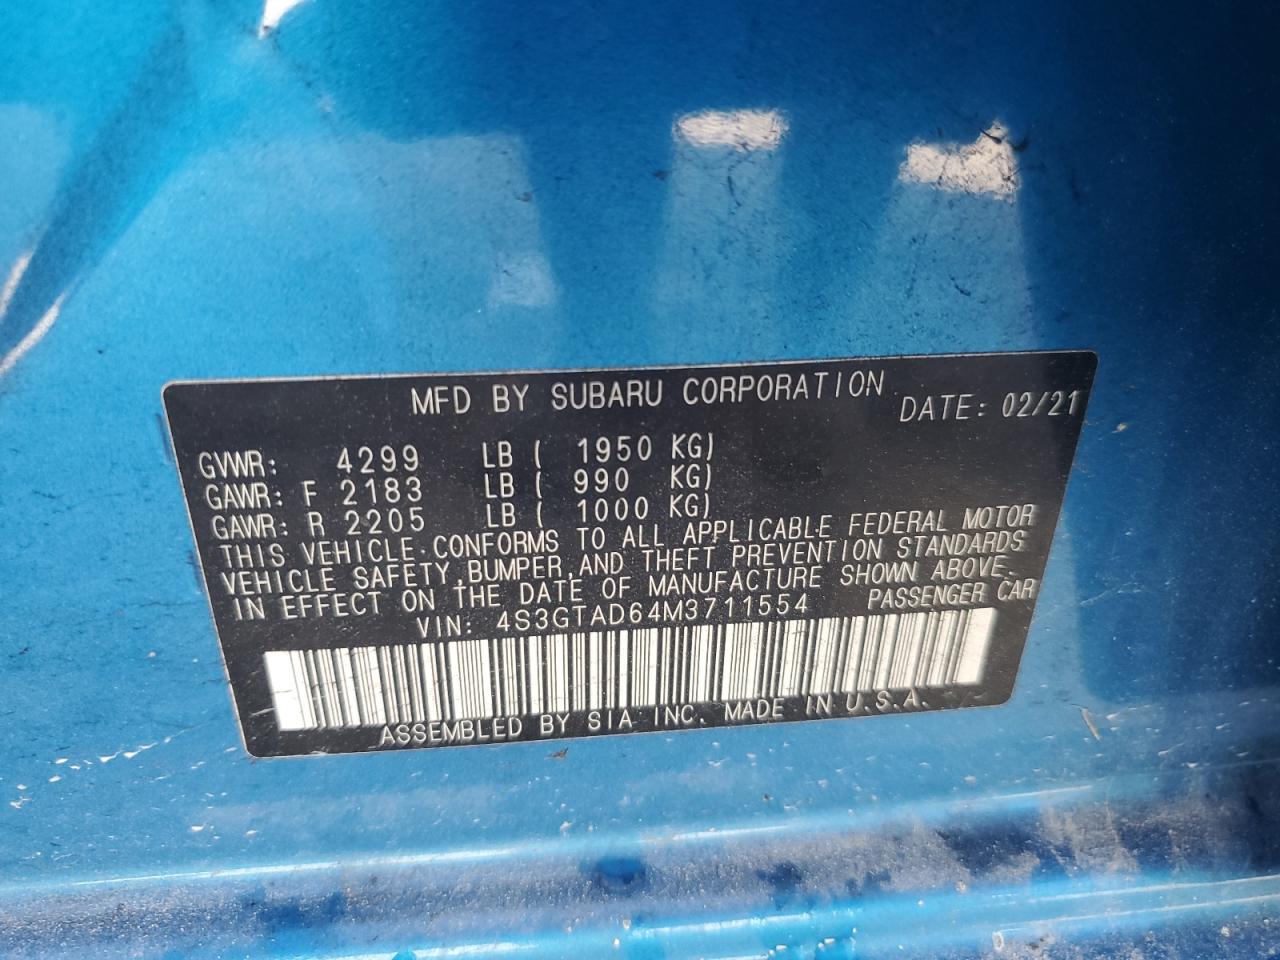 MFD BY SUBARU CORPORATION DATE: 02/21
GVWR: 4299 LB ( 1950 KG)
GAWR: F 2183 LB ( 990 KG)
GAWR: R 2205 LB ( 1000 KG)
THIS VEHICLE CONFORMS TO ALL APPLICABLE FEDERAL MOTOR
VEHICLE SAFETY, BUMPER, AND THEFT PREVENTION STANDARDS
IN EFFECT ON THE DATE OF MANUFACTURE SHOWN ABOVE.
VIN: 4S3GTAD64M3711554 PASSENGER CAR
ASSEMBLED BY SIA INC. MADE IN U.S.A.